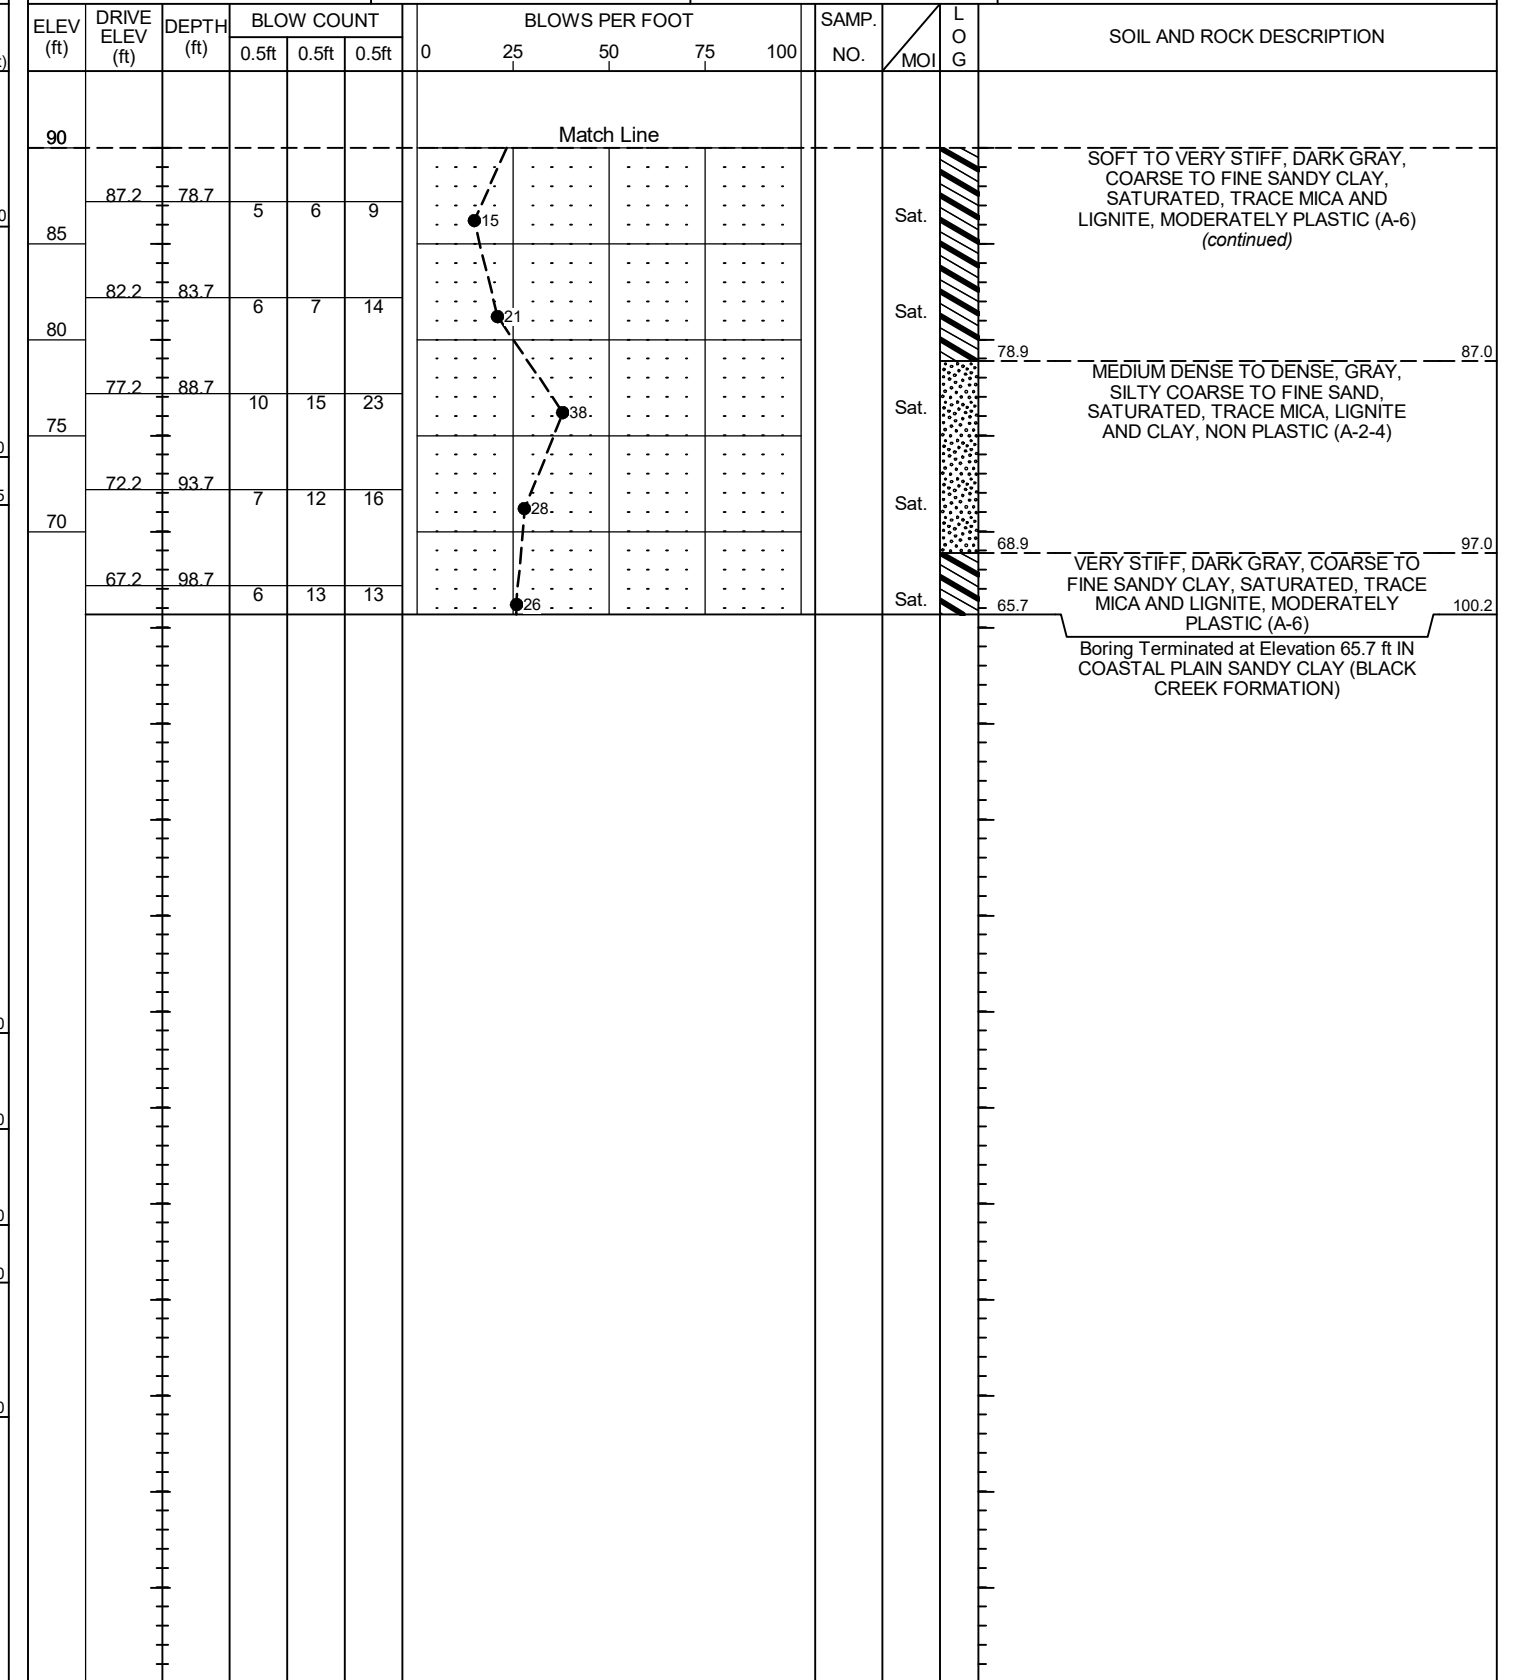 ELEV (ft) DRIVE ELEV (ft) DEPTH (ft) BLOW COUNT BLOWS PER FOOT SAMP. NO. MOI L O G SOIL AND ROCK DESCRIPTION
0.5ft 0.5ft 0.5ft 0 25 50 75 100
90 Match Line
SOFT TO VERY STIFF, DARK GRAY,
COARSE TO FINE SANDY CLAY,
87.2 78.7 SATURATED, TRACE MICA AND
5 6 9 15 Sat. LIGNITE, MODERATELY PLASTIC (A-6)
85 (continued)
82.2 83.7
6 7 14 21 Sat.
80
78.9 87.0
MEDIUM DENSE TO DENSE, GRAY,
77.2 88.7 SILTY COARSE TO FINE SAND,
10 15 23 38 Sat. SATURATED, TRACE MICA, LIGNITE
75 AND CLAY, NON PLASTIC (A-2-4)
72.2 93.7
7 12 16 28 Sat.
70
68.9 97.0
VERY STIFF, DARK GRAY, COARSE TO
67.2 98.7 FINE SANDY CLAY, SATURATED, TRACE
6 13 13 26 Sat. 65.7 MICA AND LIGNITE, MODERATELY 100.2
PLASTIC (A-6)
Boring Terminated at Elevation 65.7 ft IN
COASTAL PLAIN SANDY CLAY (BLACK
CREEK FORMATION)